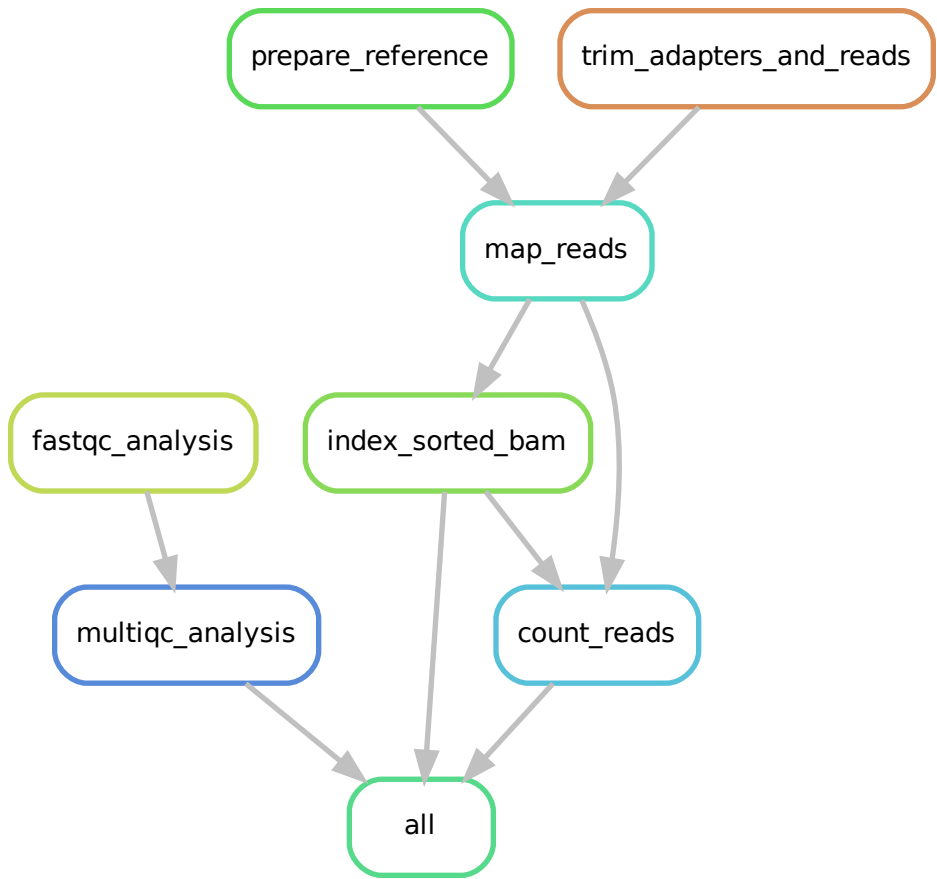 prepare_reference
trim_adapters_and_reads
map_reads
fastqc_analysis
index_sorted_bam
multiqc_analysis
count_reads
all